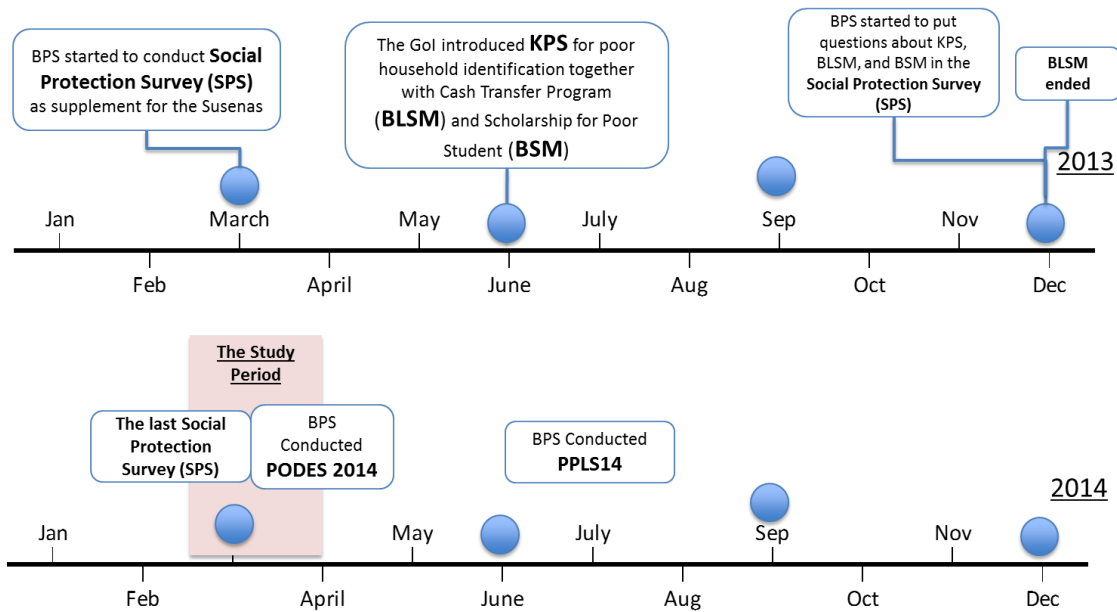 BPS started to conduct Social
Protection Survey (SPS)
as supplement for the Susenas
The GoI introduced KPS for poor
household identification together
with Cash Transfer Program
(BLSM) and Scholarship for Poor
Student (BSM)
BPS started to put
questions about KPS,
BLSM, and BSM in the
Social Protection Survey
(SPS)
BLSM
ended
2013
Jan
March
May
July
Sep
Nov
Feb
April
June
Aug
Oct
Dec
The Study
Period
The last Social
Protection
Survey (SPS)
BPS
Conducted
PODES 2014
BPS Conducted
PPLS14
2014
Jan
May
July
Sep
Nov
Feb
April
June
Aug
Oct
Dec